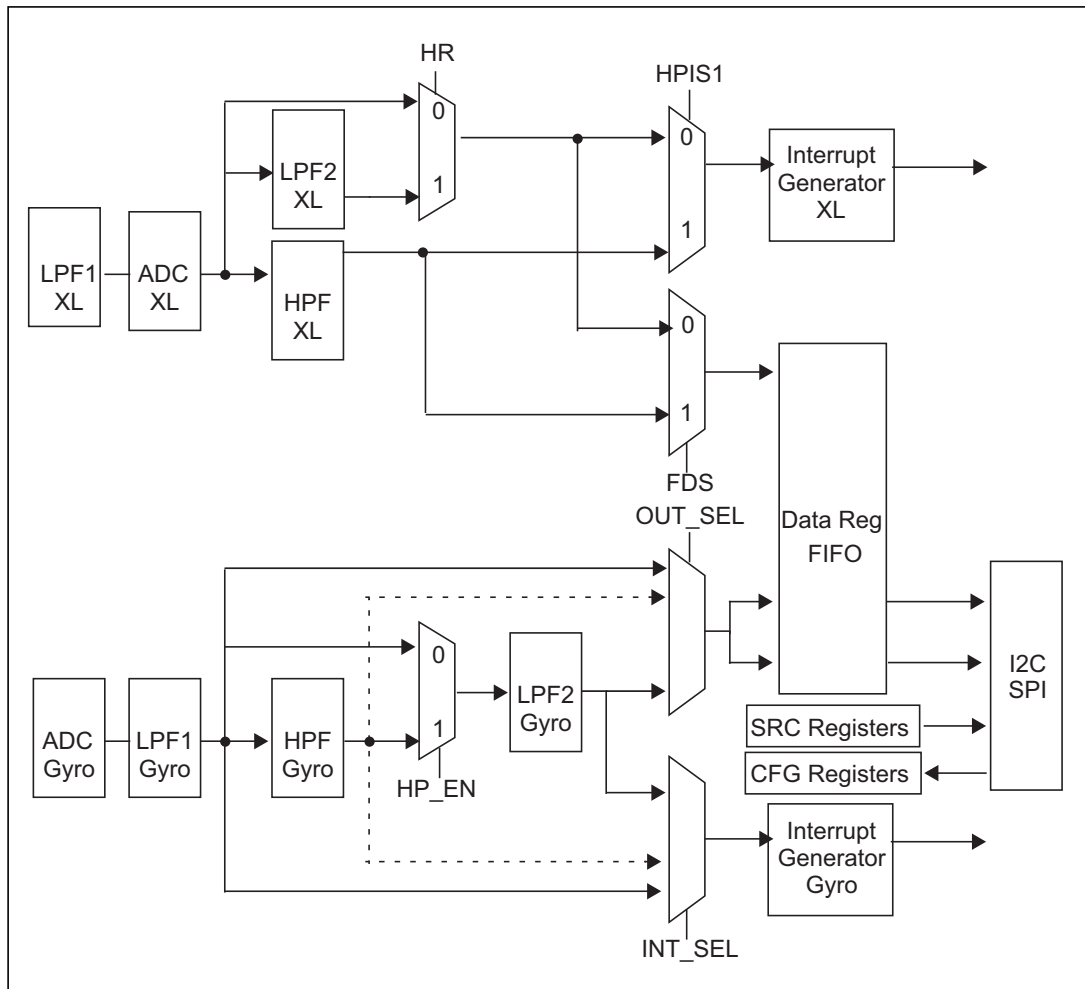 HR
HPIS1
0
1
LPF2
XL
0
1
Interrupt
Generator
XL
LPF1
XL
ADC
XL
HPF
XL
0
1
FDS
OUT_SEL
Data Reg
FIFO
0
1
HP_EN
LPF2
Gyro
I2C
SPI
ADC
Gyro
LPF1
Gyro
HPF
Gyro
SRC Registers
CFG Registers
Interrupt
Generator
Gyro
INT_SEL